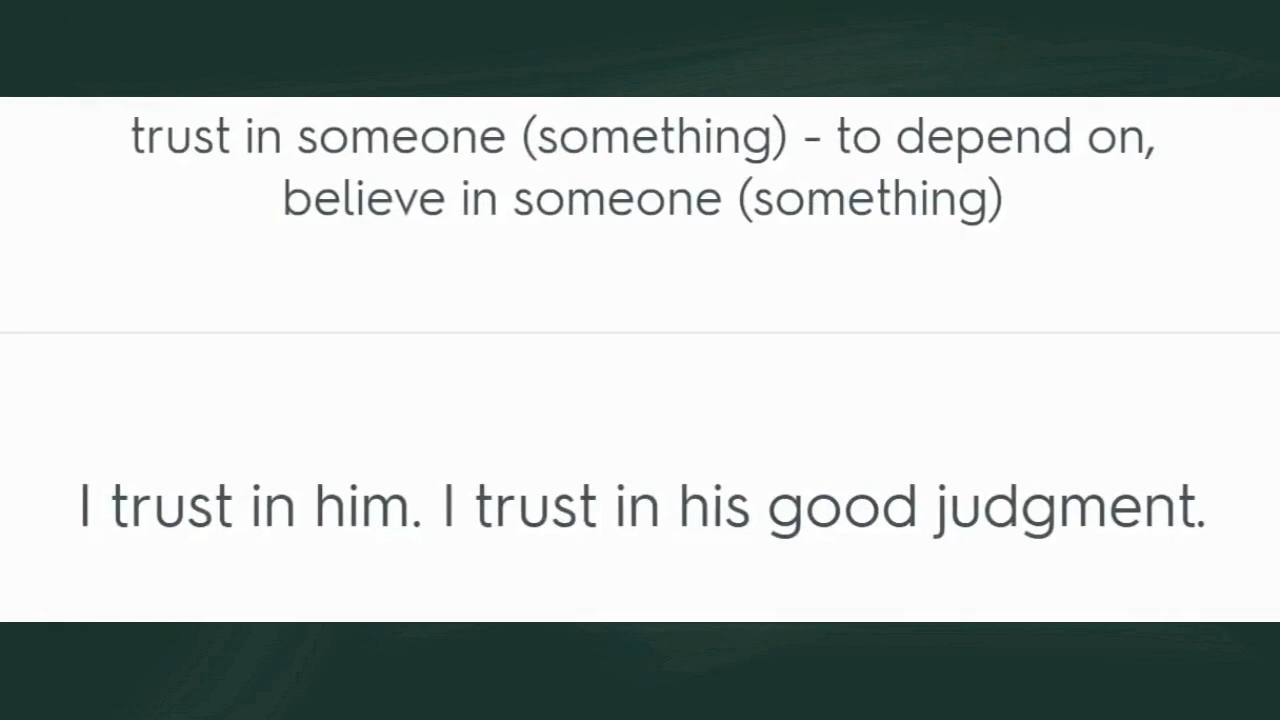 trust in someone (something) - to depend on,
believe in someone (something)
I trust in him. I trust in his good judgment.